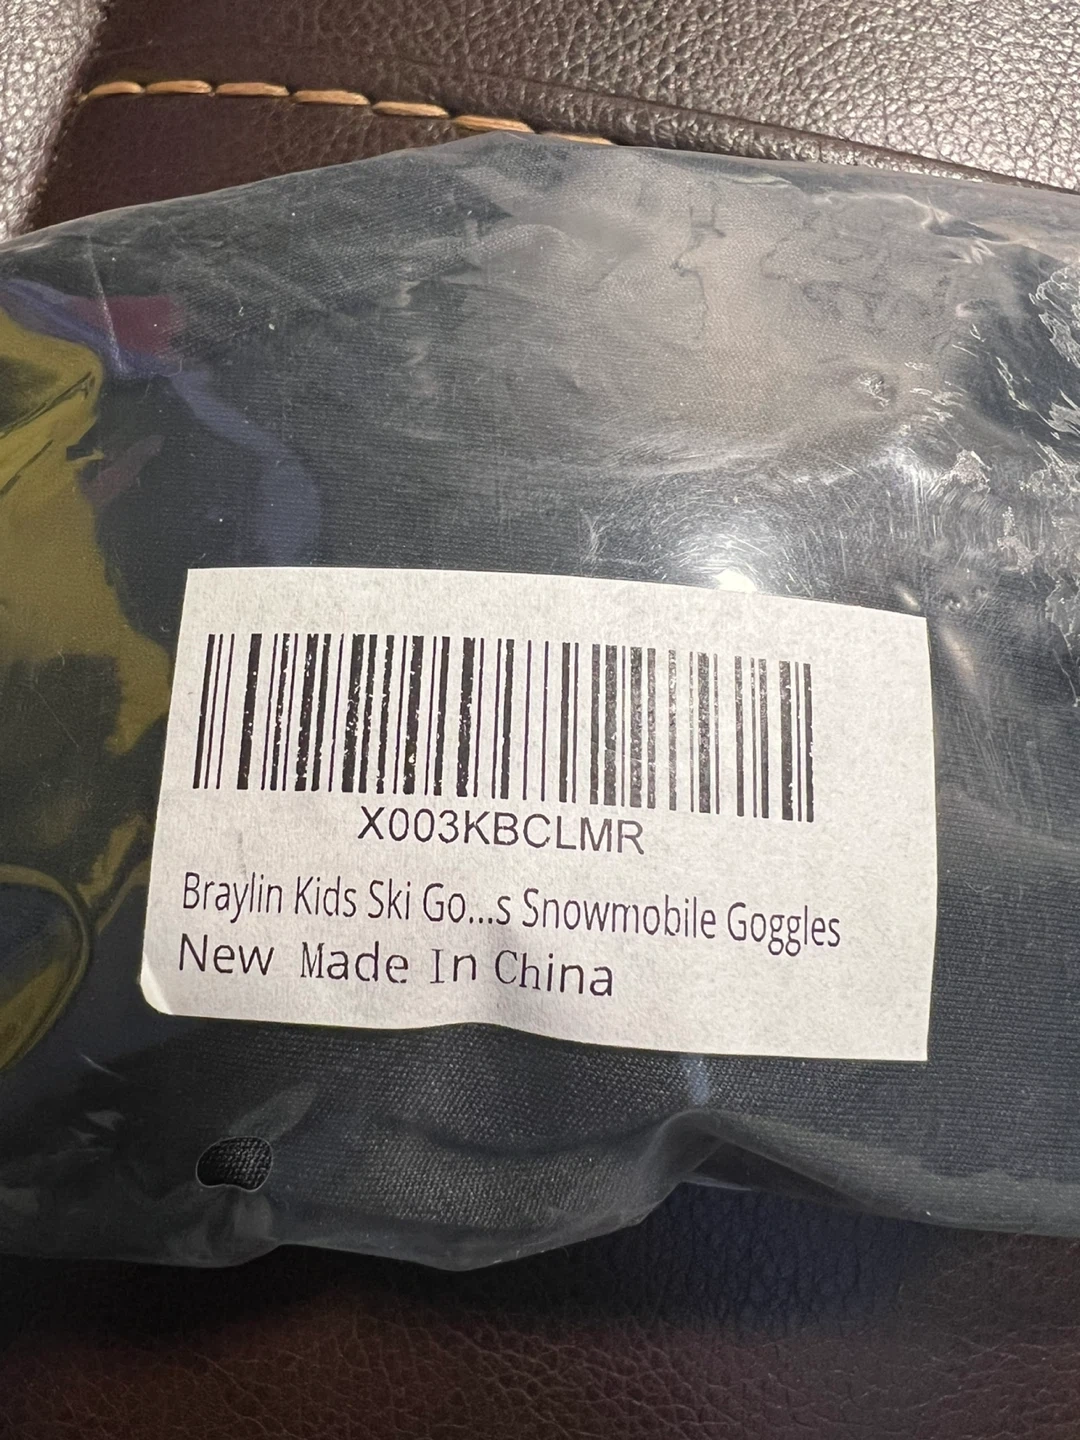 X003KBCLMR
Braylin Kids Ski Go...s Snowmobile Goggles
New Made In China